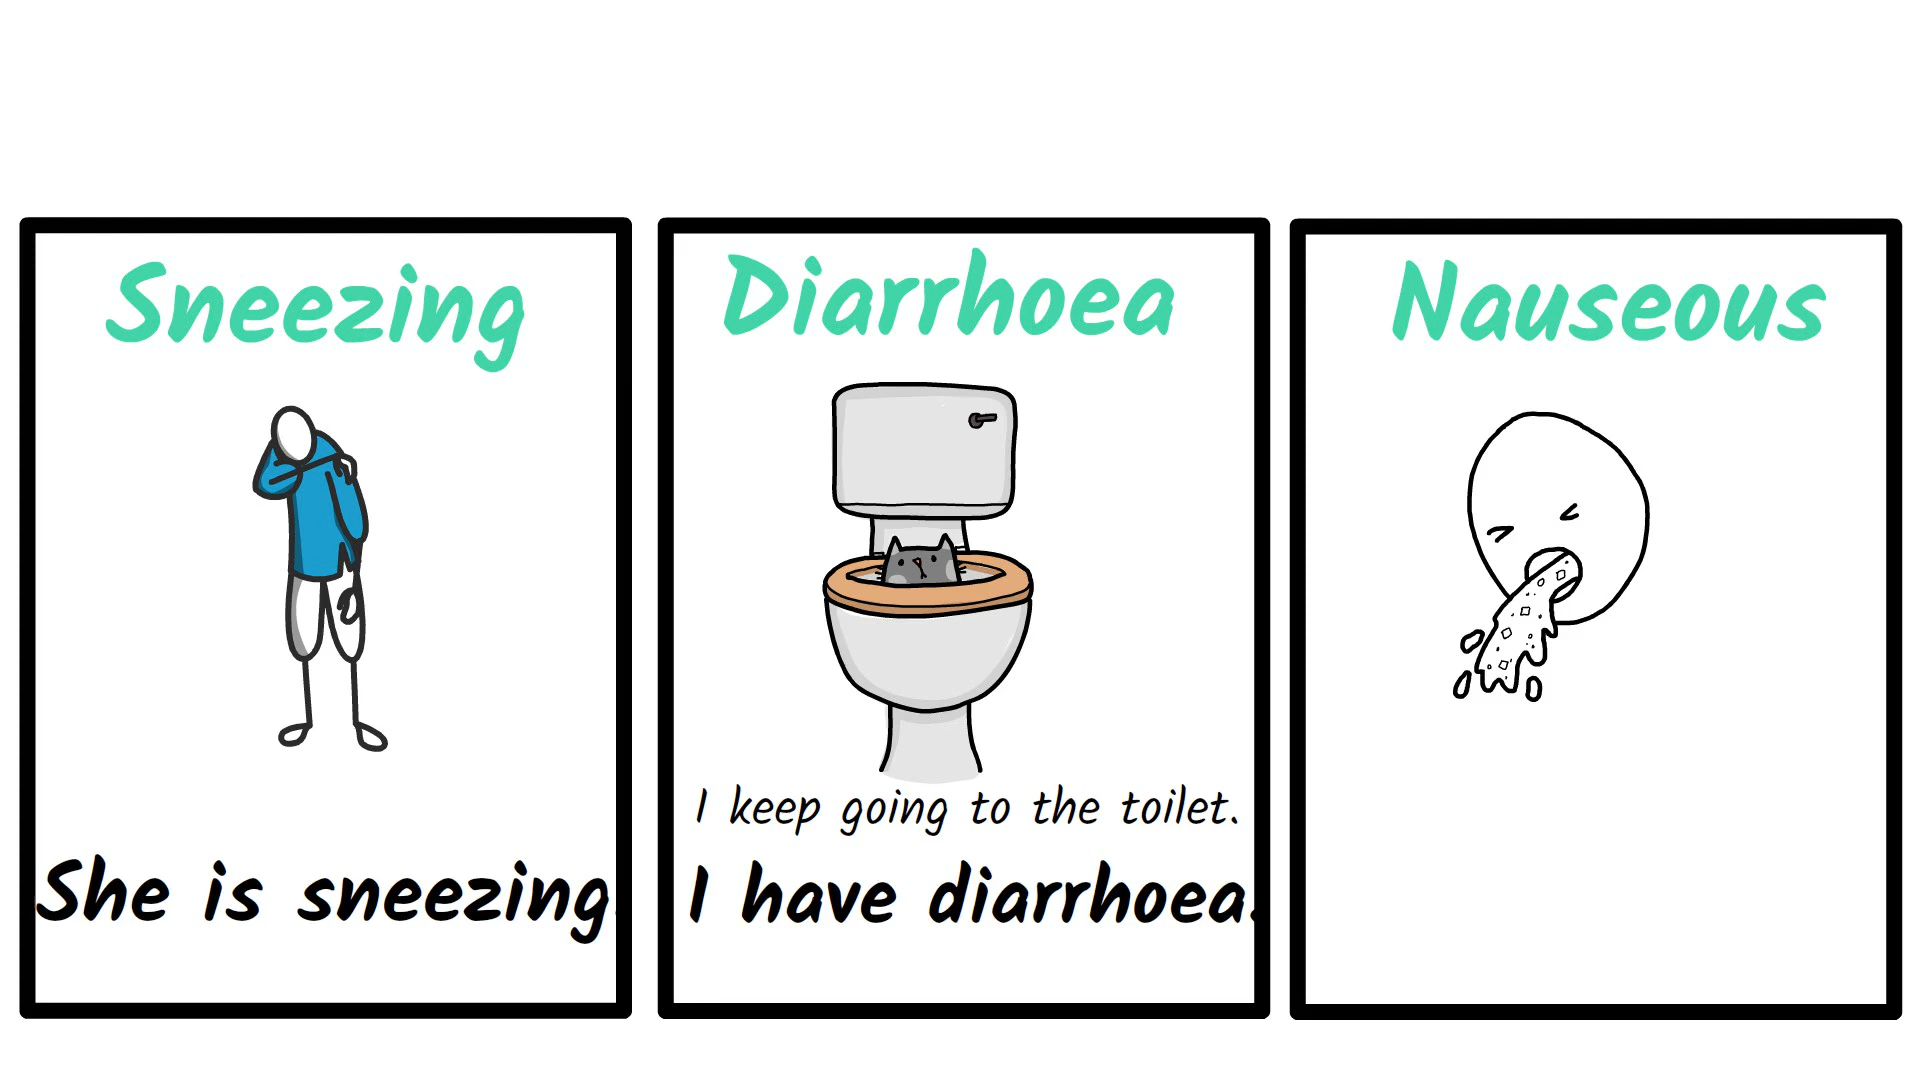 Sneezing
She is sneezing.
Diarrhoea
I keep going to the toilet.
I have diarrhoea.
Nauseous